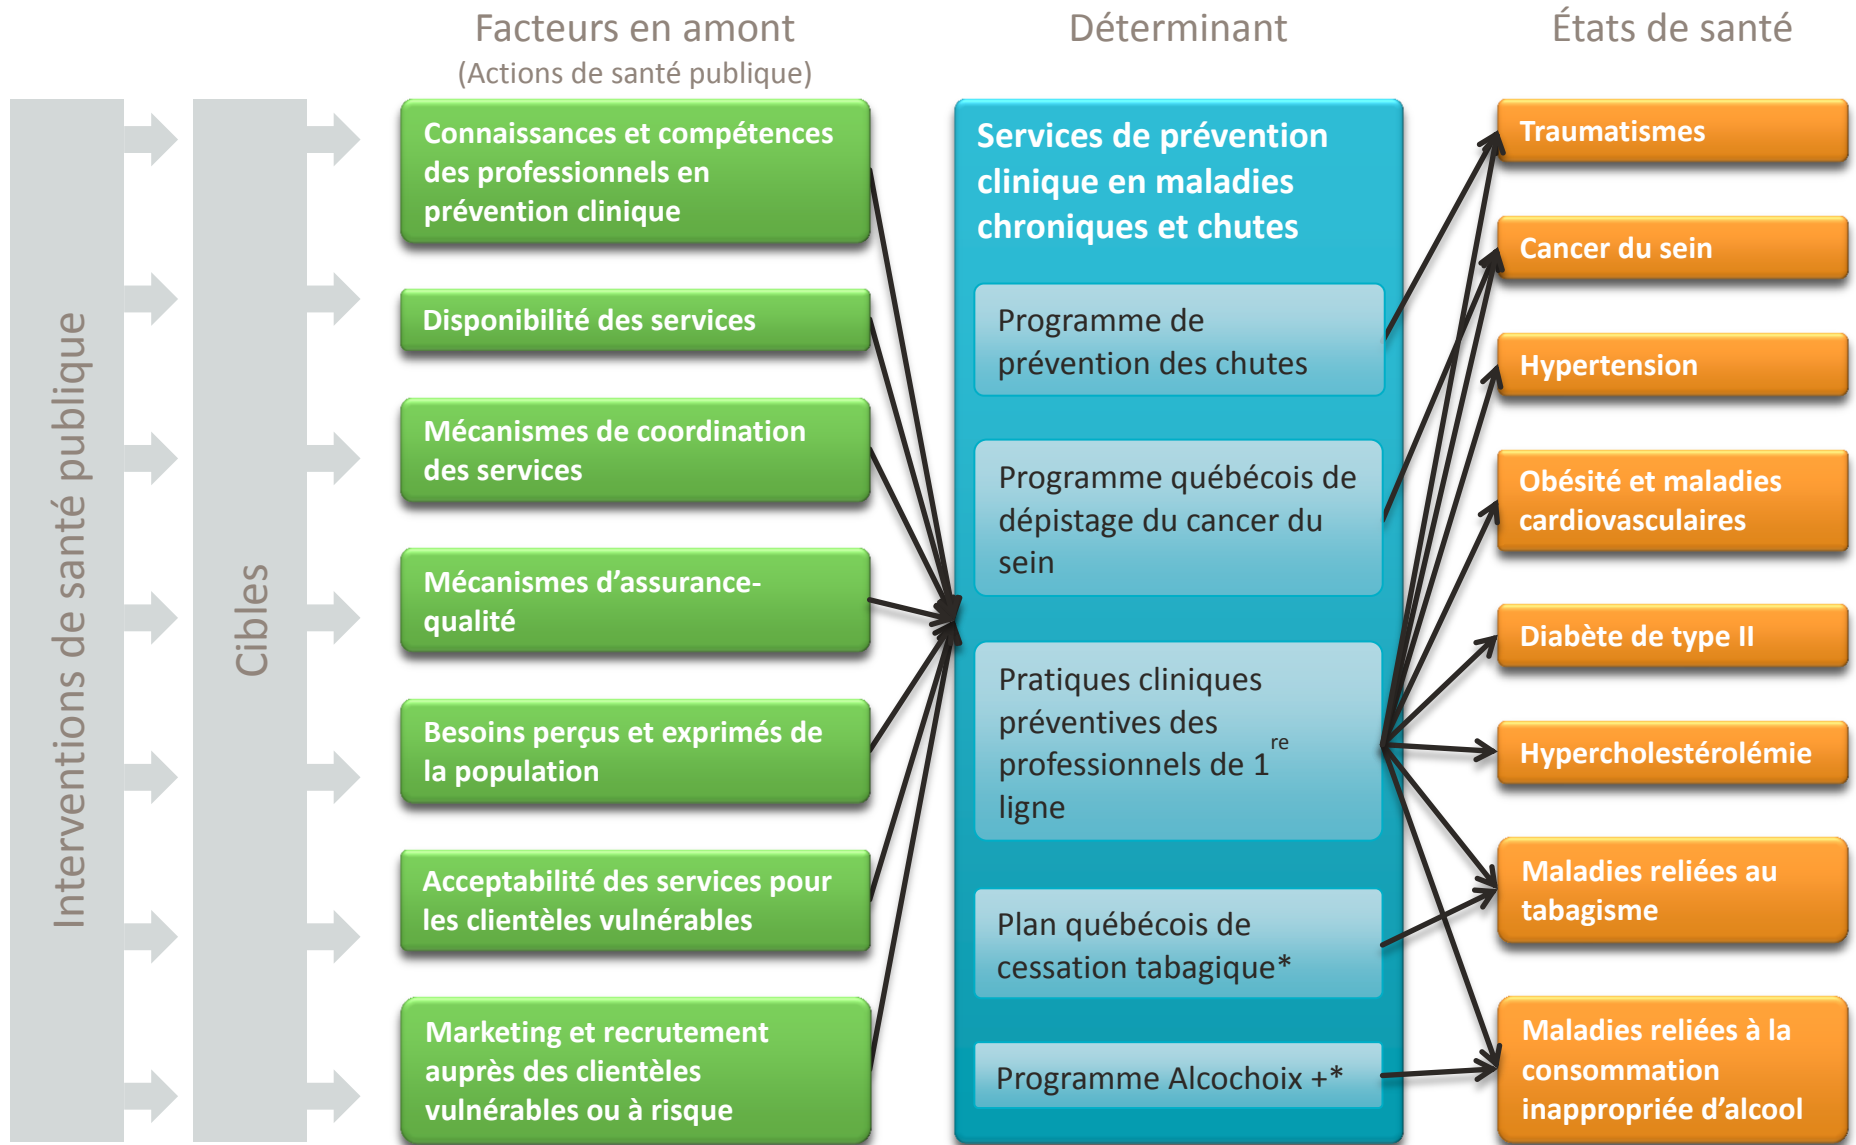 Facteurs en amont
(Actions de santé publique)
Déterminant
États de santé
Interventions de santé publique
Cibles
Connaissances et compétences
des professionnels en
prévention clinique
Disponibilité des services
Mécanismes de coordination
des services
Mécanismes d'assurance-
qualité
Besoins perçus et exprimés de
la population
Acceptabilité des services pour
les clientèles vulnérables
Marketing et recrutement
auprès des clientèles
vulnérables ou à risque
Services de prévention
clinique en maladies
chroniques et chutes
Programme de
prévention des chutes
Programme québécois de
dépistage du cancer du
sein
Pratiques cliniques
préventives des
professionnels de 1re
ligne
Plan québécois de
cessation tabagique*
Programme Alcochoix +*
Traumatismes
Cancer du sein
Hypertension
Obésité et maladies
cardiovasculaires
Diabète de type II
Hypercholestérolémie
Maladies reliées au
tabagisme
Maladies reliées à la
consommation
inappropriée d'alcool